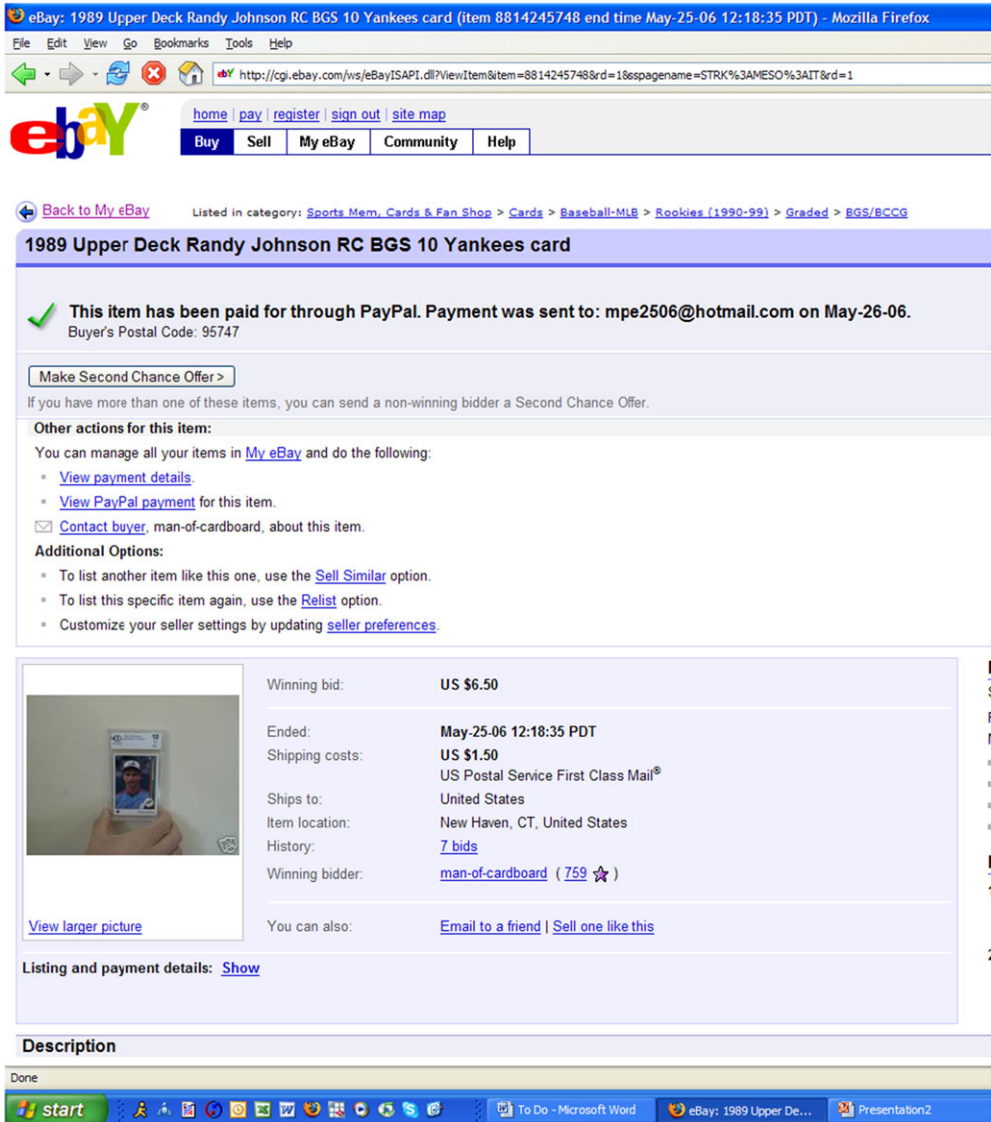 eBay: 1989 Upper Deck Randy Johnson RC BGS 10 Yankees card (item 8814245748 end time May-25-06 12:18:35 PDT) - Mozilla Firefox
File Edit View Go Bookmarks Tools Help
http://cgi.ebay.com/ws/eBayISAPI.dll?ViewItem&item=8814245748&rd=1&sspagename=STRK%3AMESO%3AIT&rd=1
ebY® home | pay | register | sign out | site map
Buy Sell My eBay Community Help
Back to My eBay Listed in category: Sports Mem, Cards & Fan Shop > Cards > Baseball-MLB > Rookies (1990-99) > Graded > BGS/BCCG
1989 Upper Deck Randy Johnson RC BGS 10 Yankees card
This item has been paid for through PayPal. Payment was sent to: mpe2506@hotmail.com on May-26-06.
Buyer's Postal Code: 95747
Make Second Chance Offer >
If you have more than one of these items, you can send a non-winning bidder a Second Chance Offer.
Other actions for this item:
You can manage all your items in My eBay and do the following:
View payment details.
View PayPal payment for this item.
Contact buyer, man-of-cardboard, about this item.
Additional Options:
To list another item like this one, use the Sell Similar option.
To list this specific item again, use the Relist option.
Customize your seller settings by updating seller preferences.
Winning bid: US $6.50
Ended: May-25-06 12:18:35 PDT
Shipping costs: US $1.50
US Postal Service First Class Mail®
Ships to: United States
Item location: New Haven, CT, United States
History: 7 bids
Winning bidder: man-of-cardboard ( 759 )
View larger picture You can also: Email to a friend | Sell one like this
Listing and payment details: Show
Description
Done
start To Do - Microsoft Word eBay: 1989 Upper De... Presentation2